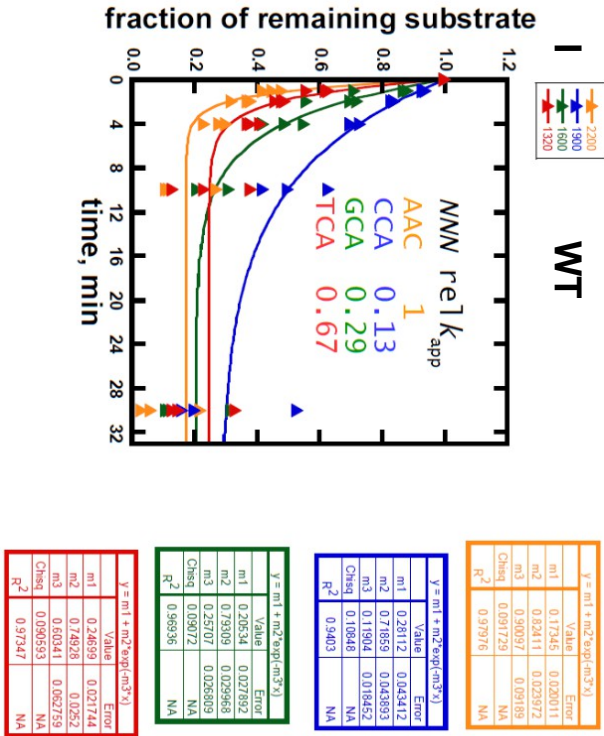 I
WT
2200
1900
1600
1320
fraction of remaining substrate
0.0
0.2
0.4
0.6
0.8
1.0
1.2
0
4
8
12
16
20
24
28
32
time, min
NNN relkapp
AAC 1
CCA 0.13
GCA 0.29
TCA 0.67
y = m1 + m2*exp(-m3*x)
Value Error
m1 0.17345 0.020011
m2 0.82411 0.023972
m3 0.90097 0.09189
Chisq 0.091729 NA
R2 0.97976 NA
y = m1 + m2*exp(-m3*x)
Value Error
m1 0.28112 0.043412
m2 0.71859 0.043893
m3 0.11904 0.018452
Chisq 0.10848 NA
R2 0.9403 NA
y = m1 + m2*exp(-m3*x)
Value Error
m1 0.20534 0.027892
m2 0.79309 0.029968
m3 0.25707 0.026809
Chisq 0.09072 NA
R2 0.96936 NA
y = m1 + m2*exp(-m3*x)
Value Error
m1 0.24699 0.021744
m2 0.74928 0.0252
m3 0.60341 0.062759
Chisq 0.090593 NA
R2 0.97347 NA